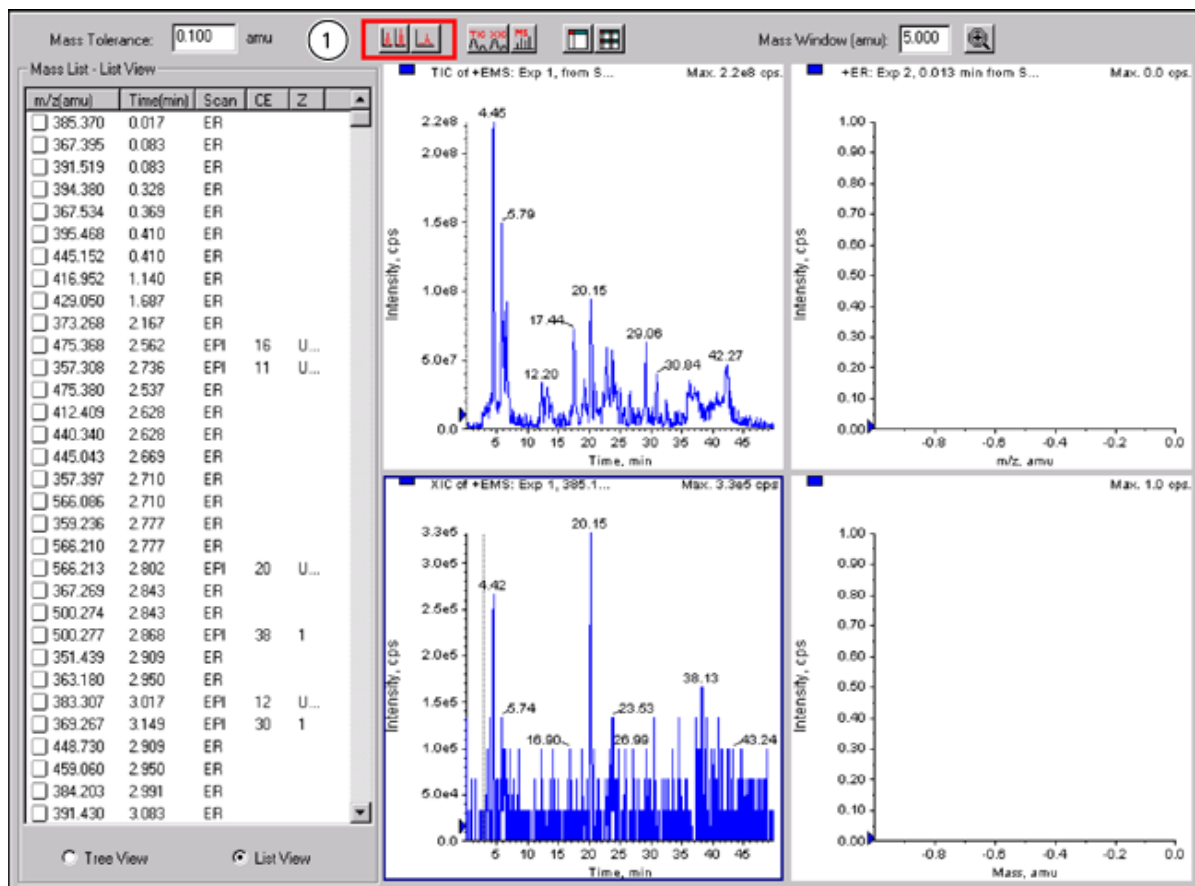 Mass Tolerance: 0.100 amu 1 TIC XIC MS Mass Window (amu): 5.000
Mass List - List View
m/z(amu) Time(min) Scan CE Z
385.370 0.017 ER
367.395 0.083 ER
391.519 0.083 ER
394.380 0.328 ER
367.534 0.369 ER
395.468 0.410 ER
445.152 0.410 ER
416.952 1.140 ER
429.050 1.687 ER
373.268 2.167 ER
475.368 2.562 EPI 16 U...
357.308 2.736 EPI 11 U...
475.380 2.537 ER
412.409 2.628 ER
440.340 2.628 ER
445.043 2.669 ER
357.397 2.710 ER
566.086 2.710 ER
359.236 2.777 ER
566.210 2.777 ER
566.213 2.802 EPI 20 U...
367.269 2.843 ER
500.274 2.843 ER
500.277 2.868 EPI 38 1
351.439 2.909 ER
363.180 2.950 ER
383.307 3.017 EPI 12 U...
369.267 3.149 EPI 30 1
448.730 2.909 ER
459.060 2.950 ER
384.203 2.991 ER
391.430 3.083 ER
Tree View List View
TIC of +EMS: Exp 1, from S... Max. 2.2e8 cps.
Intensity, cps
2.2e8
2.0e8
1.5e8
1.0e8
5.0e7
0.0
4.45
5.79
20.15
17.44
29.06
30.84
42.27
12.20
5 10 15 20 25 30 35 40 45
Time, min
+ER: Exp 2, 0.013 min from S... Max. 0.0 cps.
Intensity, cps
1.00
0.90
0.80
0.70
0.60
0.50
0.40
0.30
0.20
0.10
0.00
-0.8 -0.6 -0.4 -0.2 0.0
m/z, amu
XIC of +EMS: Exp 1, 385.1... Max. 3.3e5 cps
Intensity, cps
3.3e5
3.0e5
2.5e5
2.0e5
1.5e5
1.0e5
5.0e4
0.0
20.15
4.42
38.13
5.74
23.53
16.90
26.99
43.24
5 10 15 20 25 30 35 40 45
Time, min
Max. 1.0 cps.
Intensity, cps
1.00
0.90
0.80
0.70
0.60
0.50
0.40
0.30
0.20
0.10
0.00
-0.8 -0.6 -0.4 -0.2 0.0
Mass, amu